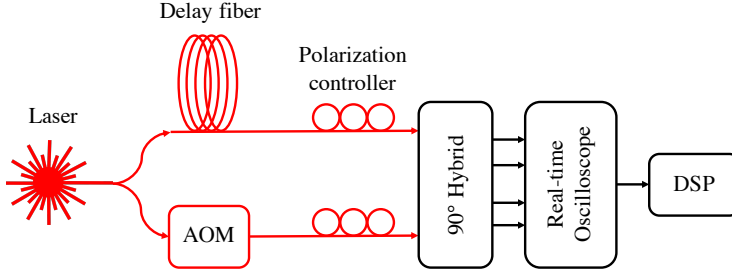 Delay fiber
Polarization
controller
Laser
AOM
90° Hybrid
Real-time
Oscilloscope
DSP